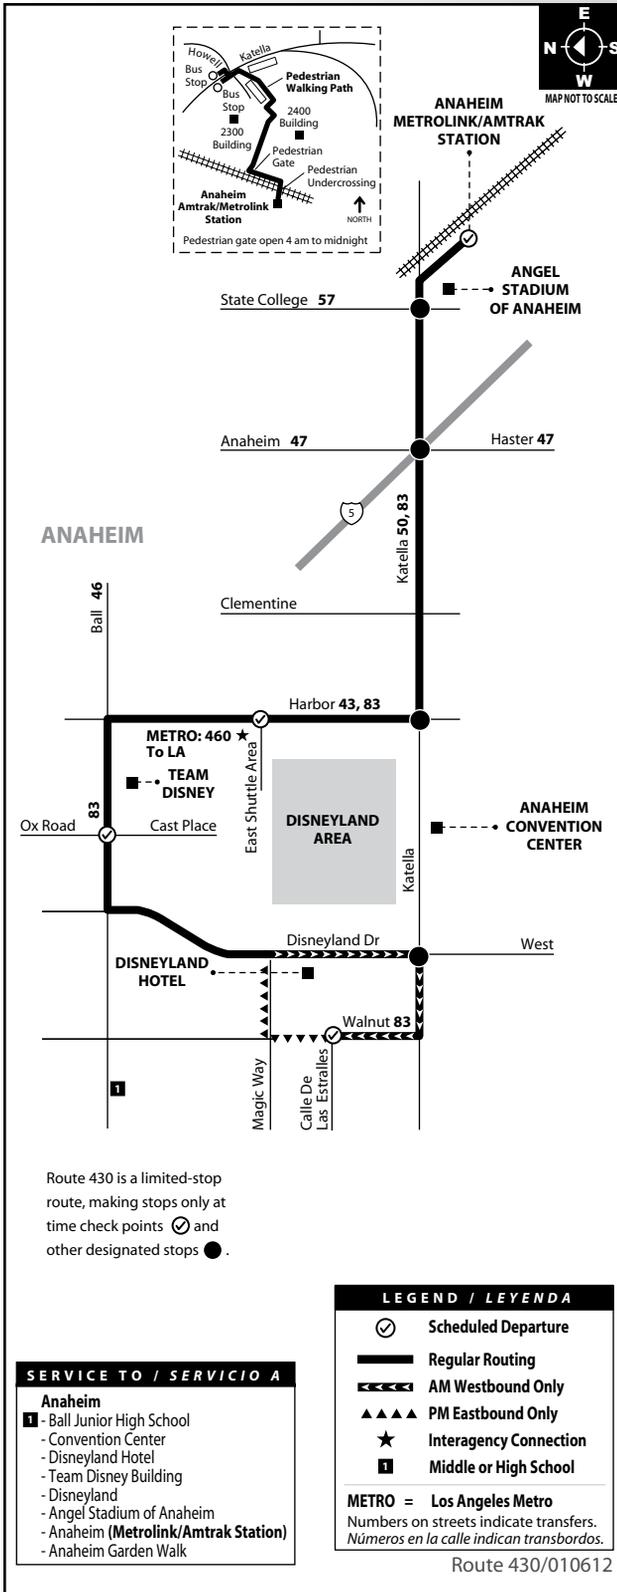 E
N
S
W
MAP NOT TO SCALE
Howell
Katella
Bus
Stop
Pedestrian
Walking Path
Bus
Stop
2400
Building
2300
Building
Pedestrian
Gate
Pedestrian
Undercrossing
Anaheim
Amtrak/Metrolink
Station
NORTH
Pedestrian gate open 4 am to midnight
ANAHEIM
METROLINK/AMTRAK
STATION
ANGEL
STADIUM
OF ANAHEIM
State College 57
Anaheim 47
Haster 47
5
Katella 50, 83
ANAHEIM
Ball 46
Clementine
Harbor 43, 83
METRO: 460 ★
To LA
East Shuttle Area
TEAM
DISNEY
83
Ox Road
Cast Place
DISNEYLAND
AREA
ANAHEIM
CONVENTION
CENTER
Katella
Disneyland Dr
West
DISNEYLAND
HOTEL
Walnut 83
Magic Way
Calle De
Las Estralles
1
Route 430 is a limited-stop
route, making stops only at
time check points and
other designated stops .
LEGEND / LEYENDA
Scheduled Departure
Regular Routing
AM Westbound Only
PM Eastbound Only
★ Interagency Connection
1 Middle or High School
METRO = Los Angeles Metro
Numbers on streets indicate transfers.
Números en la calle indican transbordos.
SERVICE TO / SERVICIO A
Anaheim
1 - Ball Junior High School
- Convention Center
- Disneyland Hotel
- Team Disney Building
- Disneyland
- Angel Stadium of Anaheim
- Anaheim (Metrolink/Amtrak Station)
- Anaheim Garden Walk
Route 430/010612